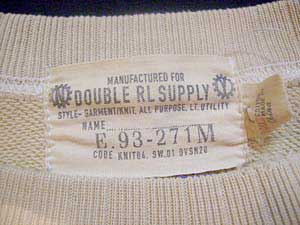 MANUFACTURED FOR
DOUBLE RL SUPPLY
STYLE- GARMENT/KNIT, ALL PURPOSE, LT. UTILITY
NAME
E.93-271M
CODE KNIT04. SW.01 DVSN20